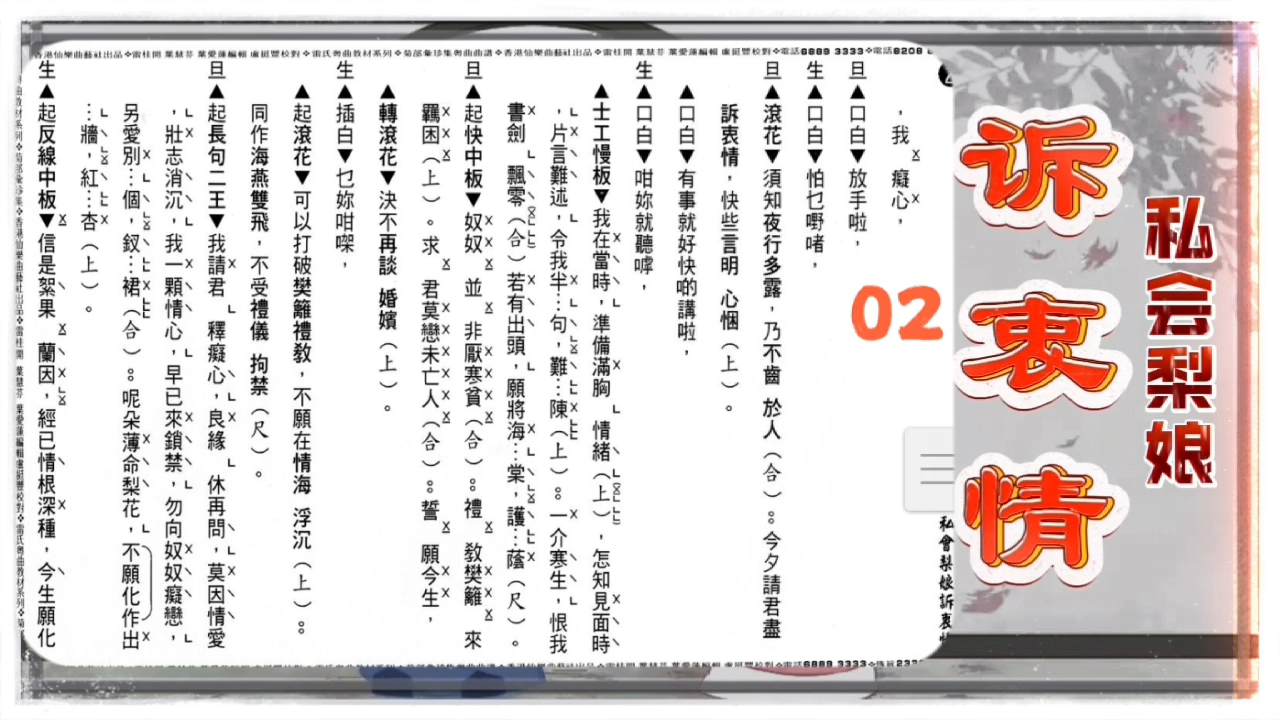 私会梨娘
诉衷情
02
私會梨娘訴衷情
，我癡心，
旦▲口白▼放手啦，
生▲口白▼怕乜嘢啫，
旦▲滾花▼須知夜行多露，乃不齒 於人（合）。今夕請君盡
訴衷情，快些言明 心悃（上）。
▲口白▼有事就好快啲講啦，
生▲口白▼咁妳就聽嘑，
▲士工慢板▼我在當時，準備滿胸 情緒（上），怎知見面時
，片言難述，令我半…句，難…陳（上）。一介寒生，恨我
書劍 飄零（合）若有出頭，願將海…棠，護…蔭（尺）。
旦▲起快中板▼奴奴 並 非厭寒貧（合）。禮 敎樊籬 來
羈困（上）。求 君莫戀未亡人（合）。誓 願今生，
▲轉滾花▼決不再談 婚嬪（上）。
生▲插白▼乜妳咁㗎，
▲起滾花▼可以打破樊籬禮敎，不願在情海 浮沉（上）。
同作海燕雙飛，不受禮儀 拘禁（尺）。
旦▲起長句二王▼我請君 釋癡心，良緣 休再問，莫因情愛
，壯志消沉，我一顆情心，早已來鎖禁，勿向奴奴癡戀，
另愛別…個，釵…裙（合）。呢朵薄命梨花，不願化作出
…牆，紅…杏（上）。
生▲起反線中板▼信是絮果 蘭因，經已情根深種，今生願化